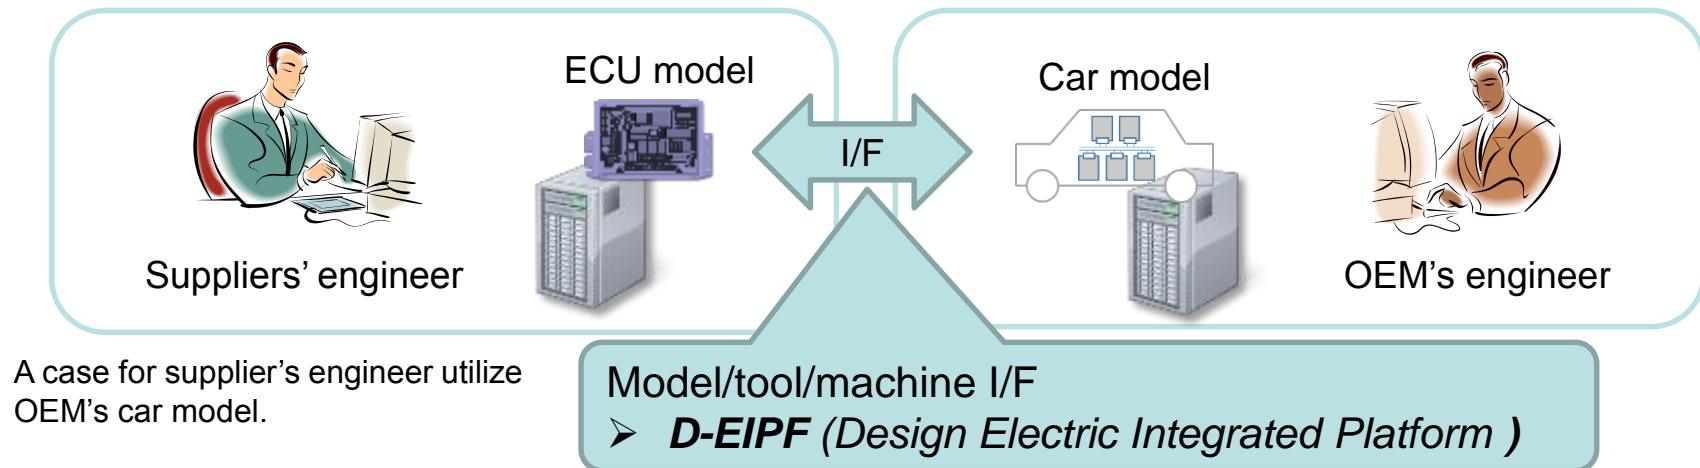 ECU model
Car model
I/F
Suppliers’ engineer
OEM’s engineer
A case for supplier’s engineer utilize
OEM’s car model.
Model/tool/machine I/F
➢ D-EIPF (Design Electric Integrated Platform )